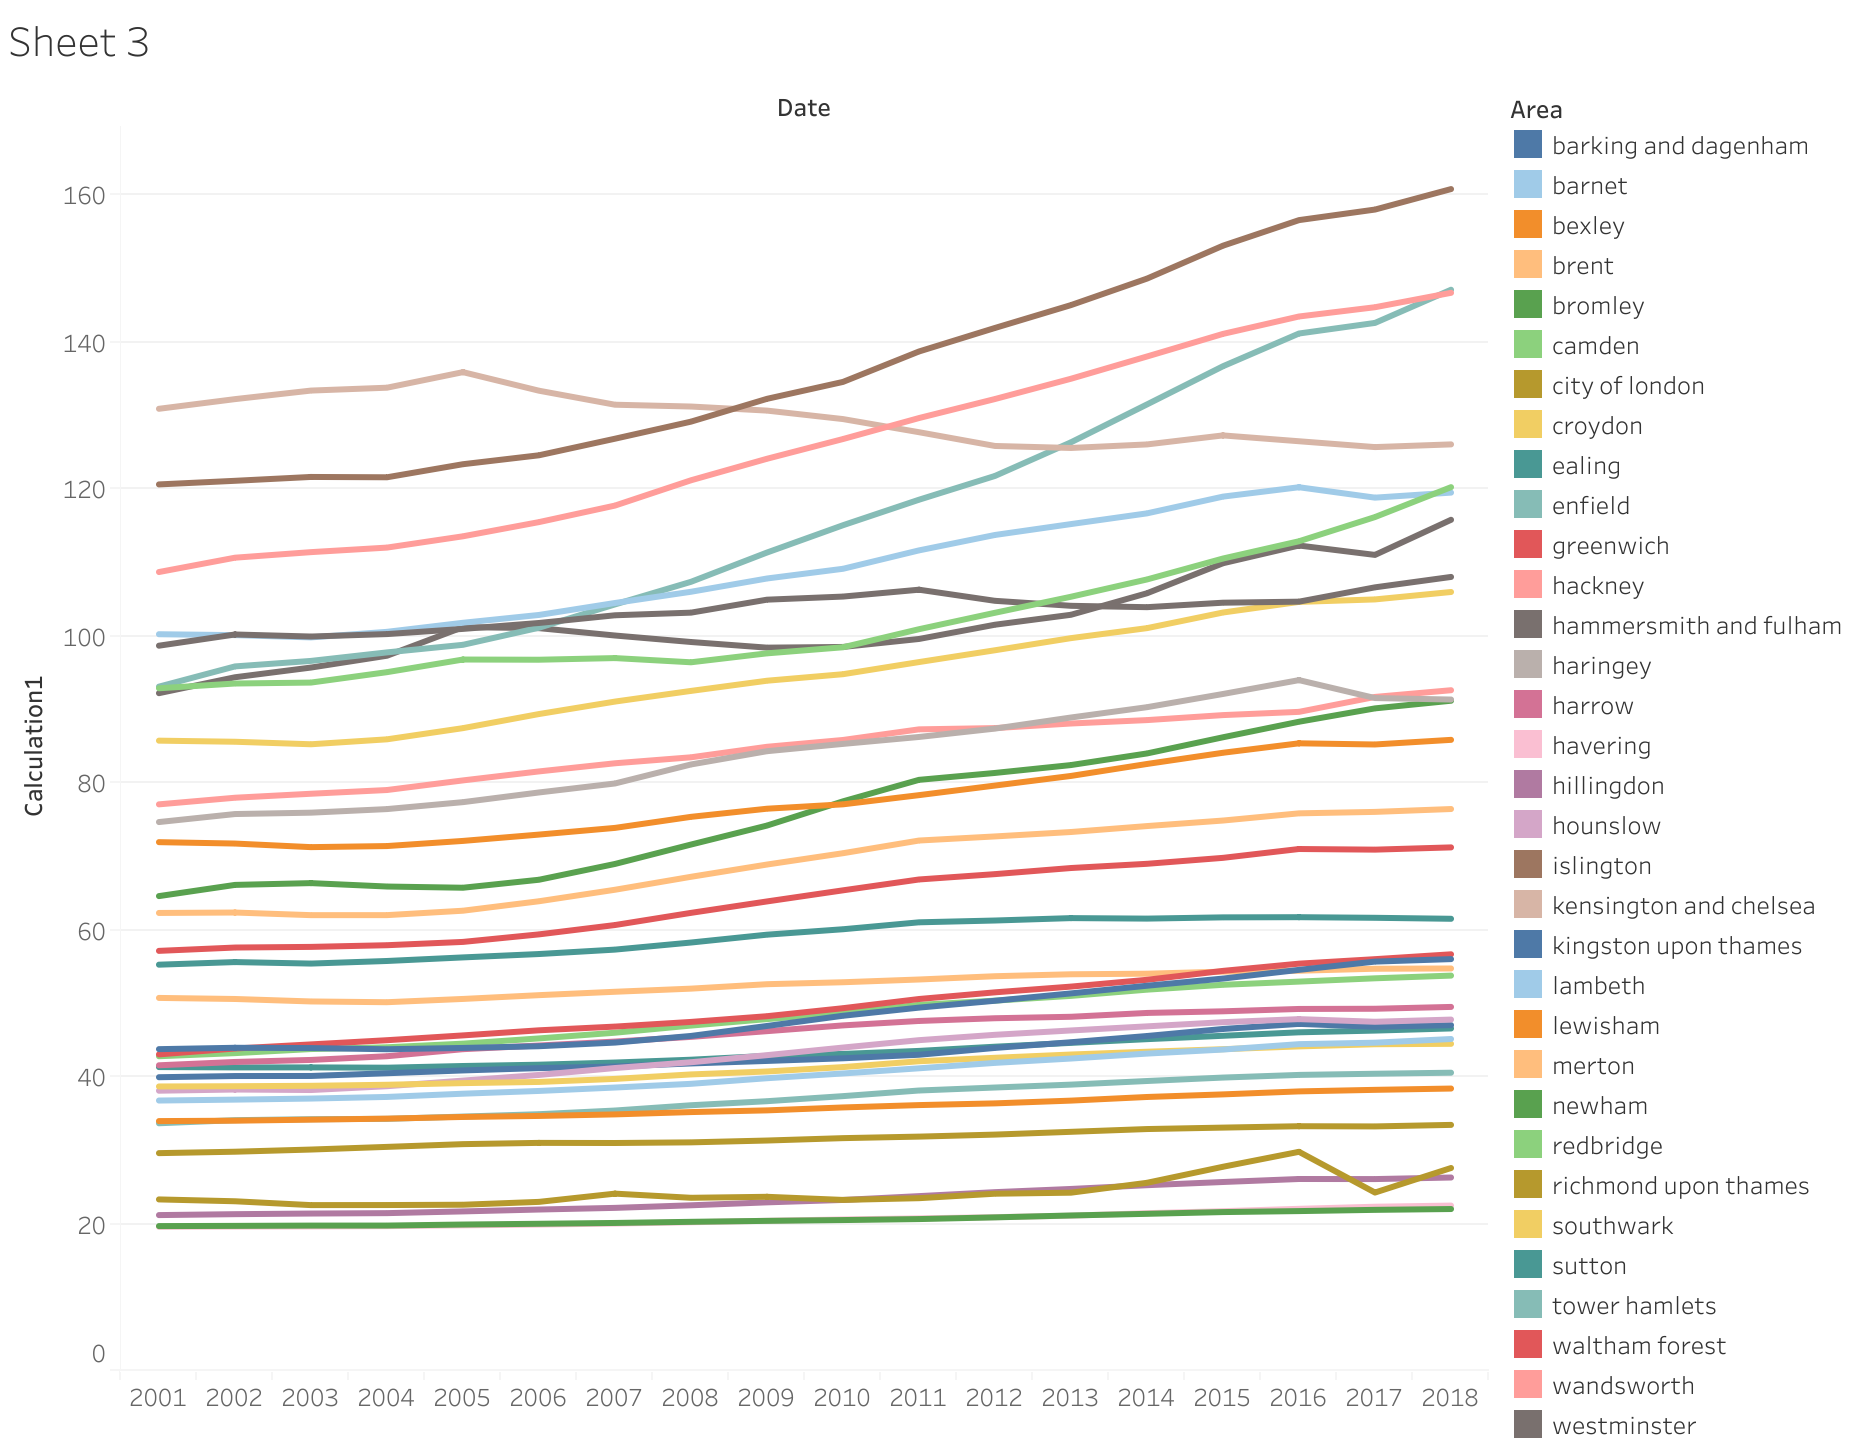 Sheet 3
Date
Area
barking and dagenham
barnet
bexley
brent
bromley
camden
city of london
croydon
ealing
enfield
greenwich
hackney
hammersmith and fulham
haringey
harrow
havering
hillingdon
hounslow
islington
kensington and chelsea
kingston upon thames
lambeth
lewisham
merton
newham
redbridge
richmond upon thames
southwark
sutton
tower hamlets
waltham forest
wandsworth
westminster
Calculation1
160
140
120
100
80
60
40
20
0
2001 2002 2003 2004 2005 2006 2007 2008 2009 2010 2011 2012 2013 2014 2015 2016 2017 2018